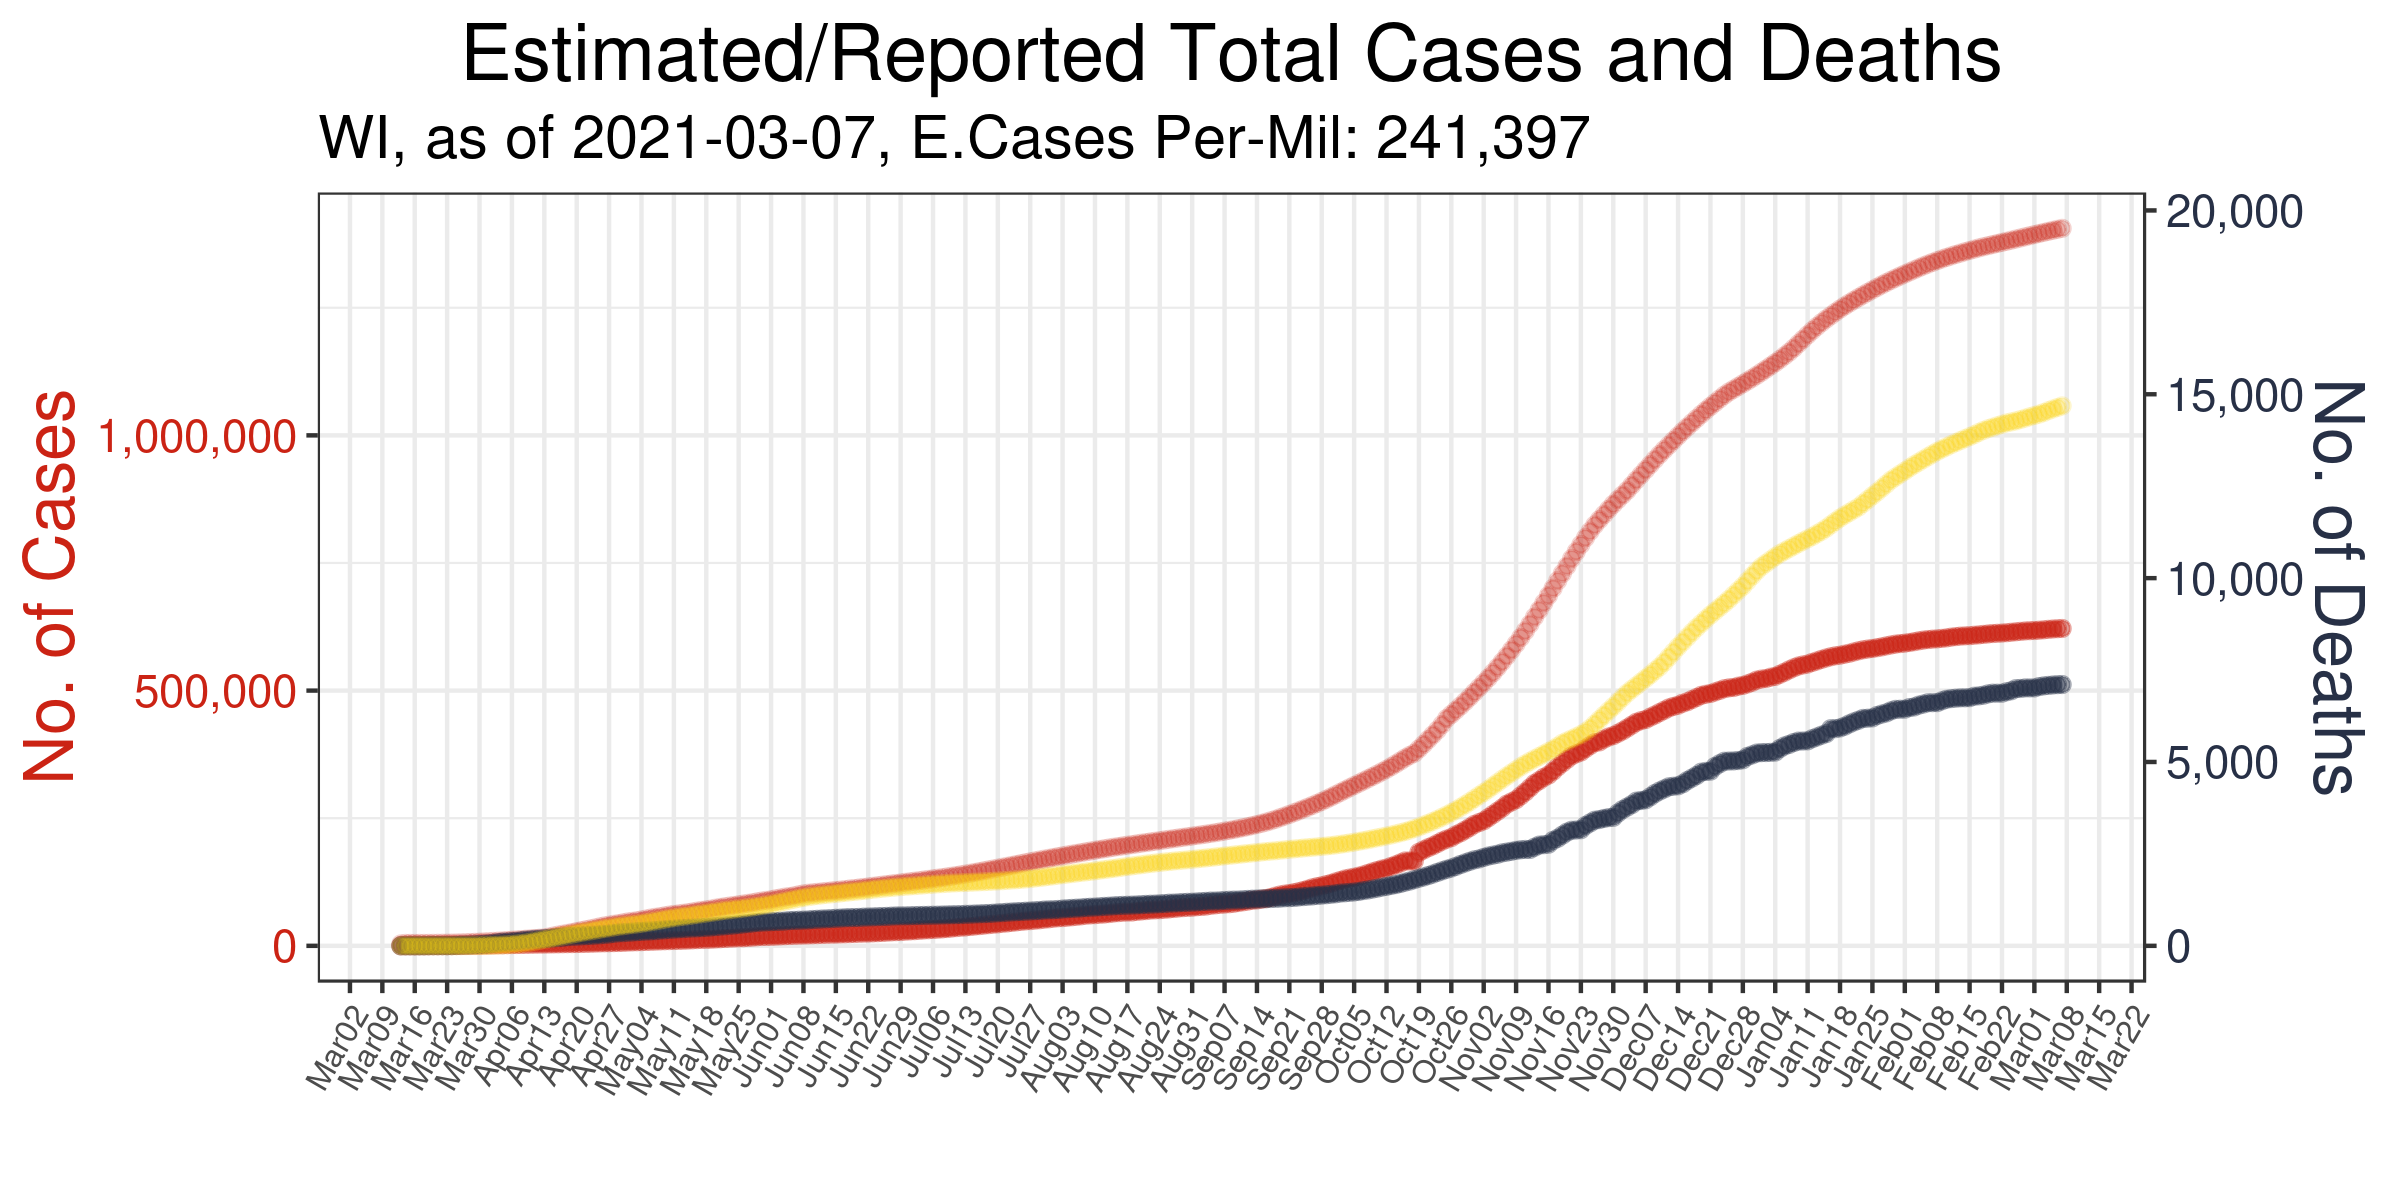 Estimated/Reported Total Cases and Deaths
WI, as of 2021-03-07, E.Cases Per-Mil: 241,397
No. of Cases
1,000,000
500,000
0
20,000
15,000
10,000
5,000
0
No. of Deaths
Mar02
Mar09
Mar16
Mar23
Mar30
Apr06
Apr13
Apr20
Apr27
May04
May11
May18
May25
Jun01
Jun08
Jun15
Jun22
Jun29
Jul06
Jul13
Jul20
Jul27
Aug03
Aug10
Aug17
Aug24
Aug31
Sep07
Sep14
Sep21
Sep28
Oct05
Oct12
Oct19
Oct26
Nov02
Nov09
Nov16
Nov23
Nov30
Dec07
Dec14
Dec21
Dec28
Jan04
Jan11
Jan18
Jan25
Feb01
Feb08
Feb15
Feb22
Mar01
Mar08
Mar15
Mar22